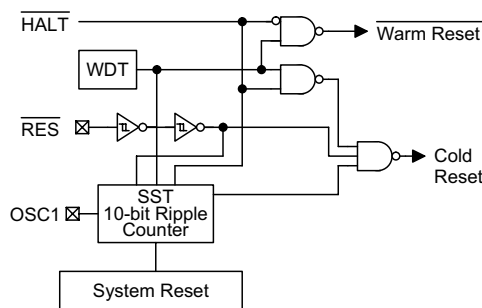 HALT
Warm Reset
WDT
RES
Cold
Reset
SST
10-bit Ripple
Counter
OSC1
System Reset